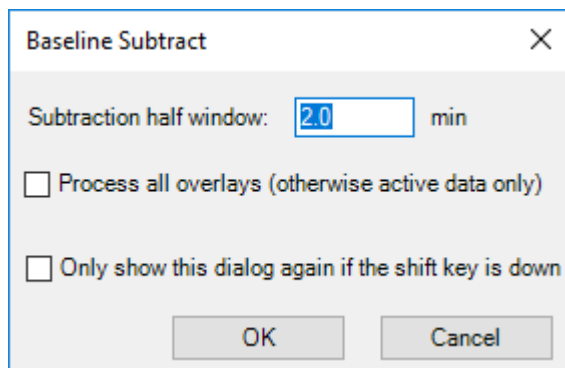 Baseline Subtract
Subtraction half window: 2.0 min
Process all overlays (otherwise active data only)
Only show this dialog again if the shift key is down
OK Cancel